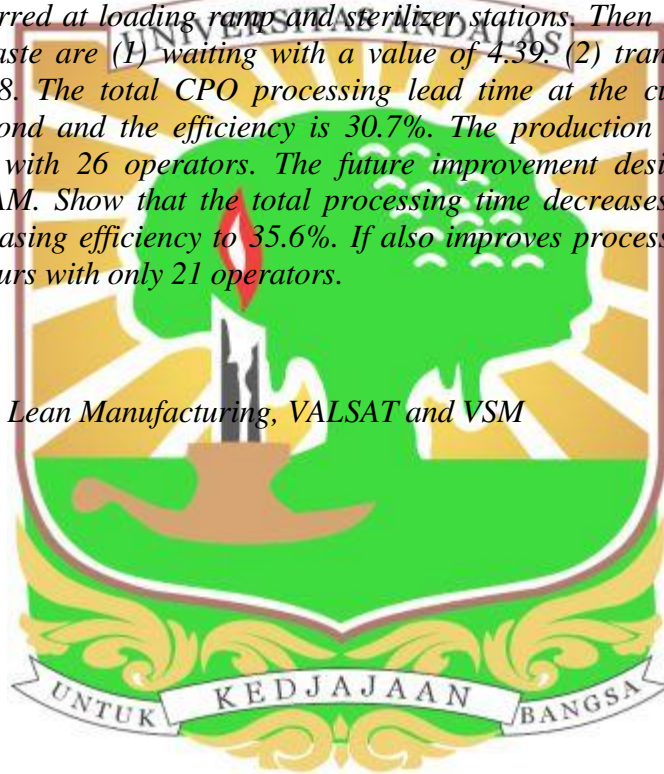 rred at loading ramp and sterilizer stations. Then
UNIVERSITAS ANDALAS
aste are (1) waiting with a value of 4.39. (2) tran
8. The total CPO processing lead time at the cu
ond and the efficiency is 30.7%. The production
with 26 operators. The future improvement desi
AM. Show that the total processing time decreases
asing efficiency to 35.6%. If also improves process
urs with only 21 operators.
Lean Manufacturing, VALSAT and VSM
UNTUK KEDJAJAAN BANGSA